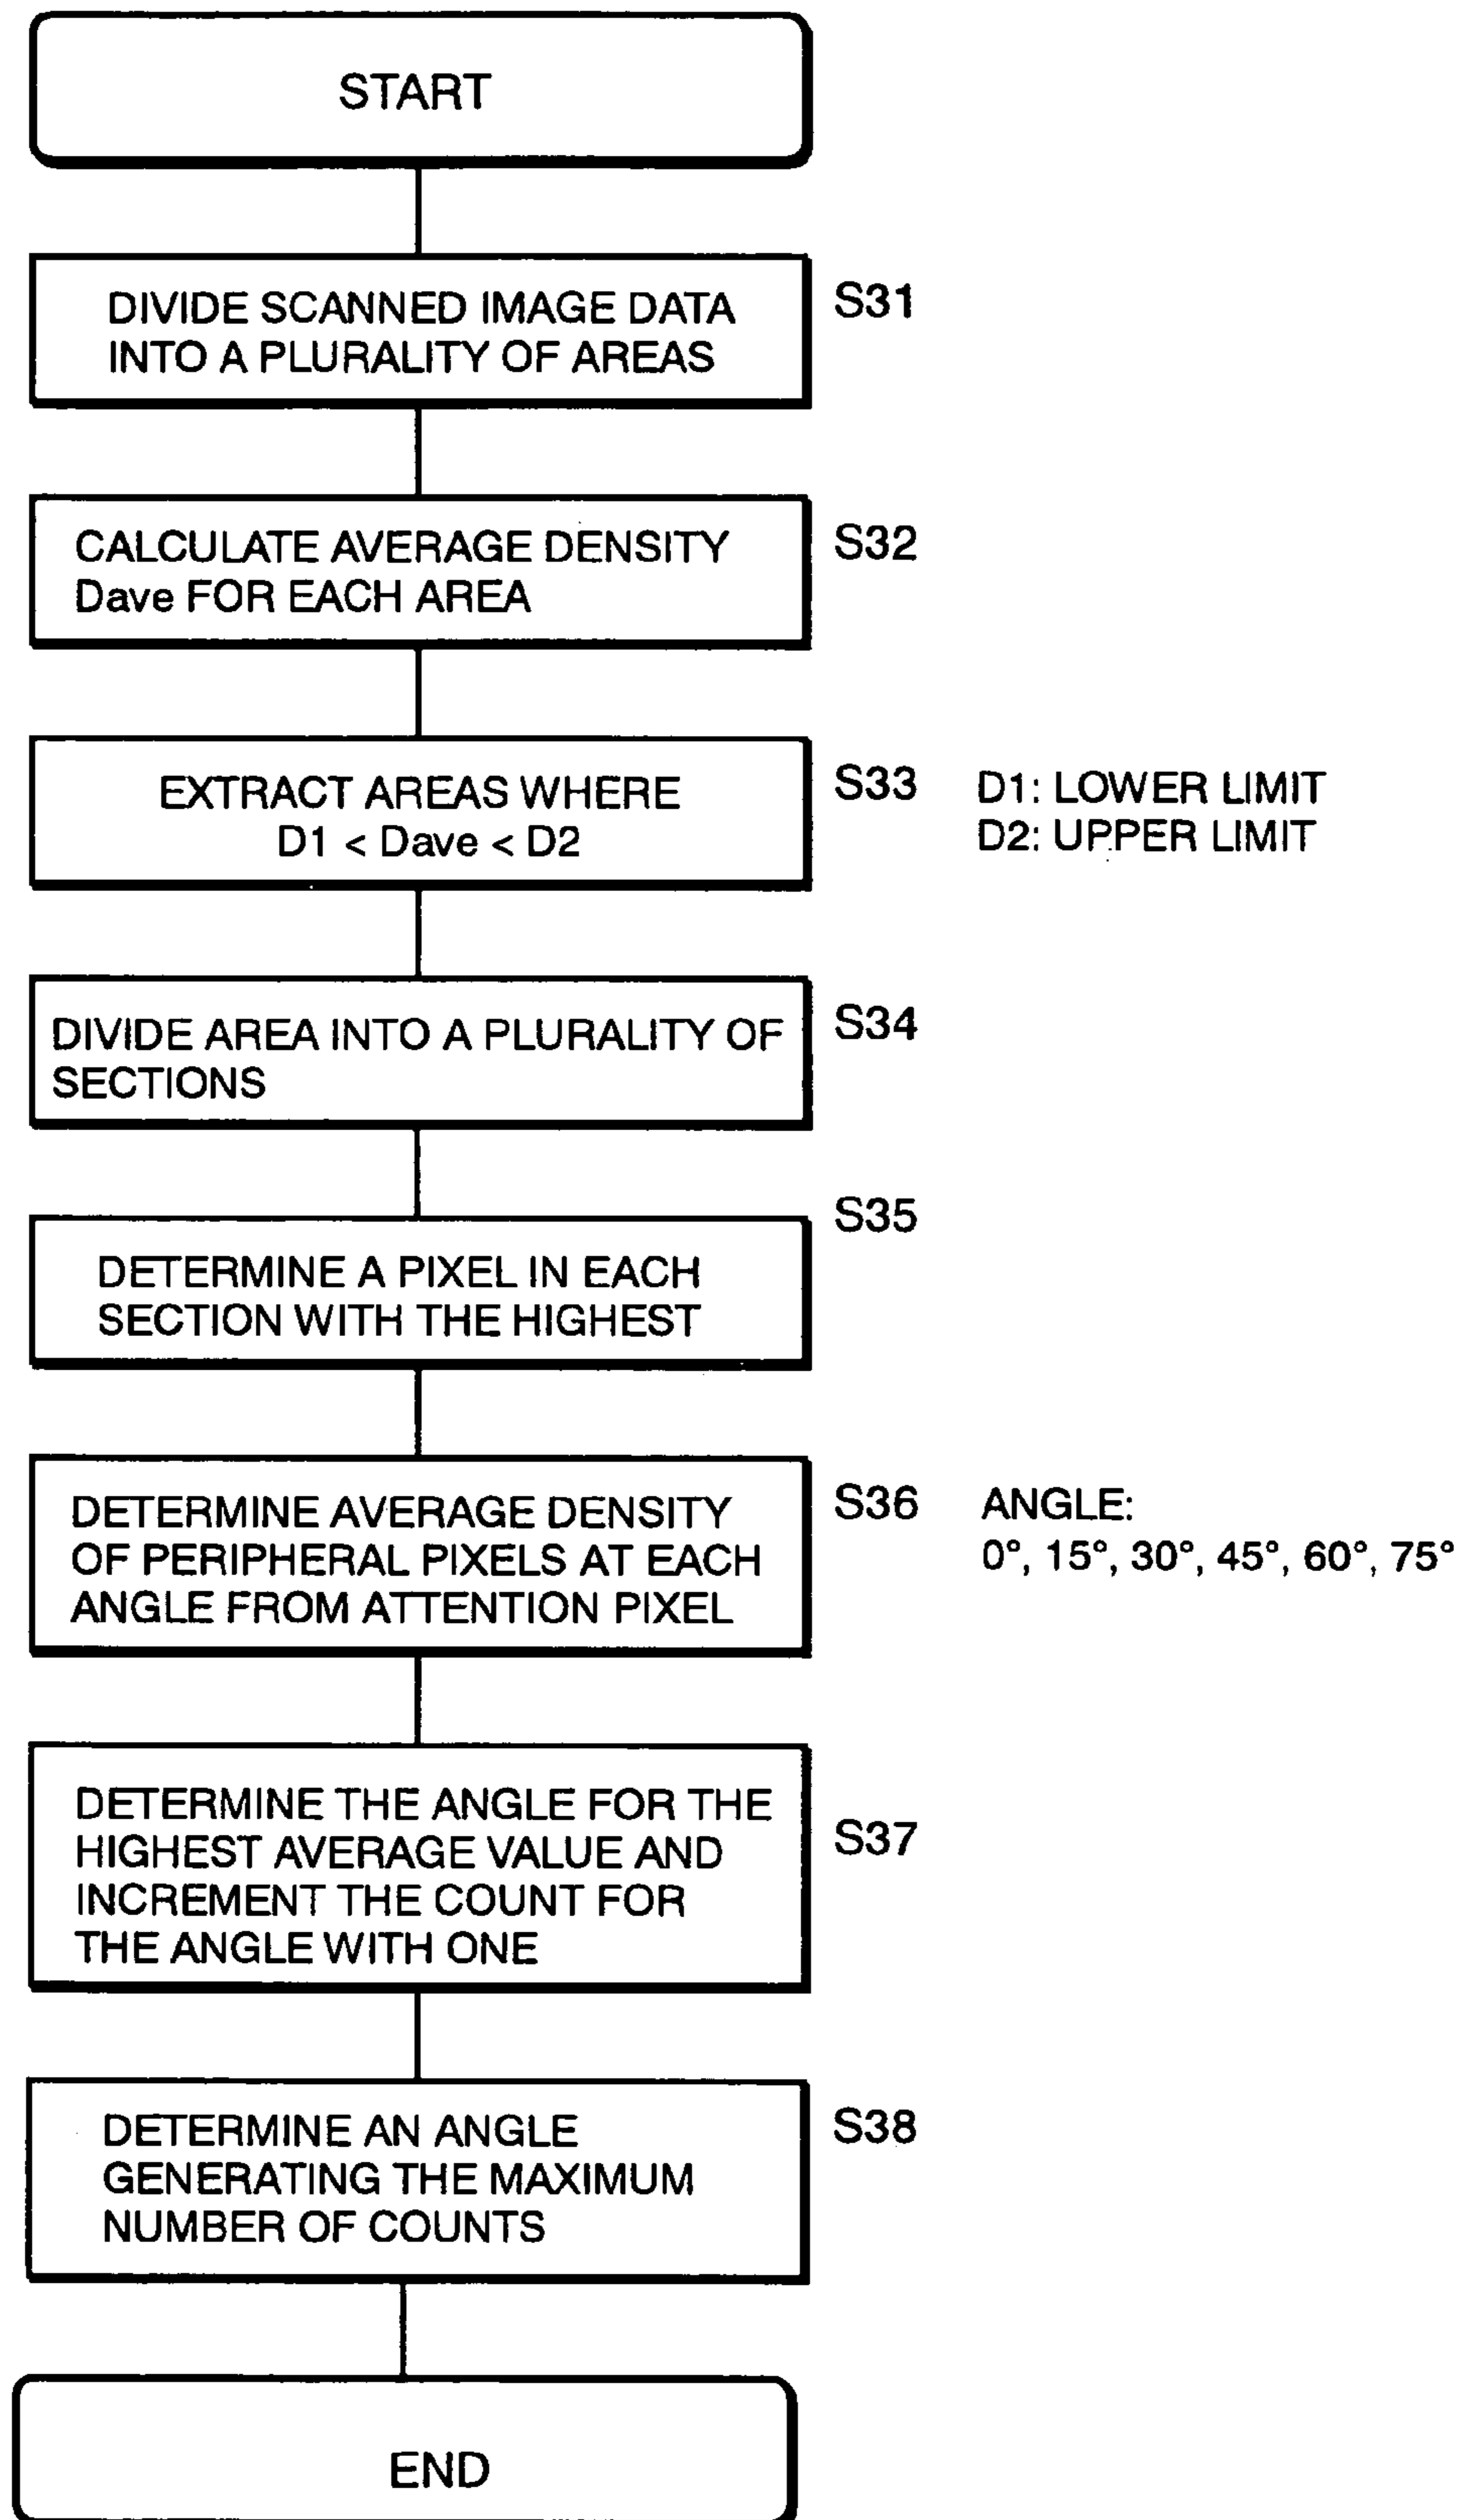 START
DIVIDE SCANNED IMAGE DATA
INTO A PLURALITY OF AREAS
S31
CALCULATE AVERAGE DENSITY
Dave FOR EACH AREA
S32
EXTRACT AREAS WHERE
D1 < Dave < D2
S33
D1: LOWER LIMIT
D2: UPPER LIMIT
DIVIDE AREA INTO A PLURALITY OF
SECTIONS
S34
S35
DETERMINE A PIXEL IN EACH
SECTION WITH THE HIGHEST
DETERMINE AVERAGE DENSITY
OF PERIPHERAL PIXELS AT EACH
ANGLE FROM ATTENTION PIXEL
S36
ANGLE:
0°, 15°, 30°, 45°, 60°, 75°
DETERMINE THE ANGLE FOR THE
HIGHEST AVERAGE VALUE AND
INCREMENT THE COUNT FOR
THE ANGLE WITH ONE
S37
DETERMINE AN ANGLE
GENERATING THE MAXIMUM
NUMBER OF COUNTS
S38
END